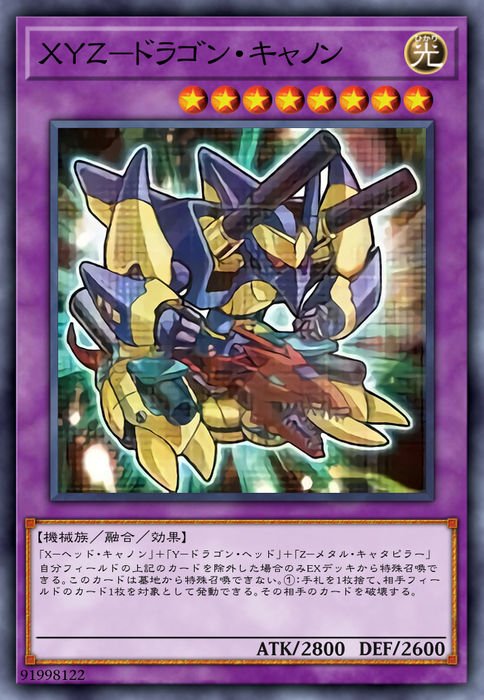 XYZ－ドラゴン・キャノン
ひかり
光
【機械族／融合／効果】
「X－ヘッド・キャノン」＋「Y－ドラゴン・ヘッド」＋「Z－メタル・キャタピラー」
自分フィールドの上記のカードを除外した場合のみEXデッキから特殊召喚で
きる。このカードは墓地から特殊召喚できない。①：手札を1枚捨て、相手フィー
ルドのカード1枚を対象として発動できる。その相手のカードを破壊する。
ATK/2800 DEF/2600
91998122